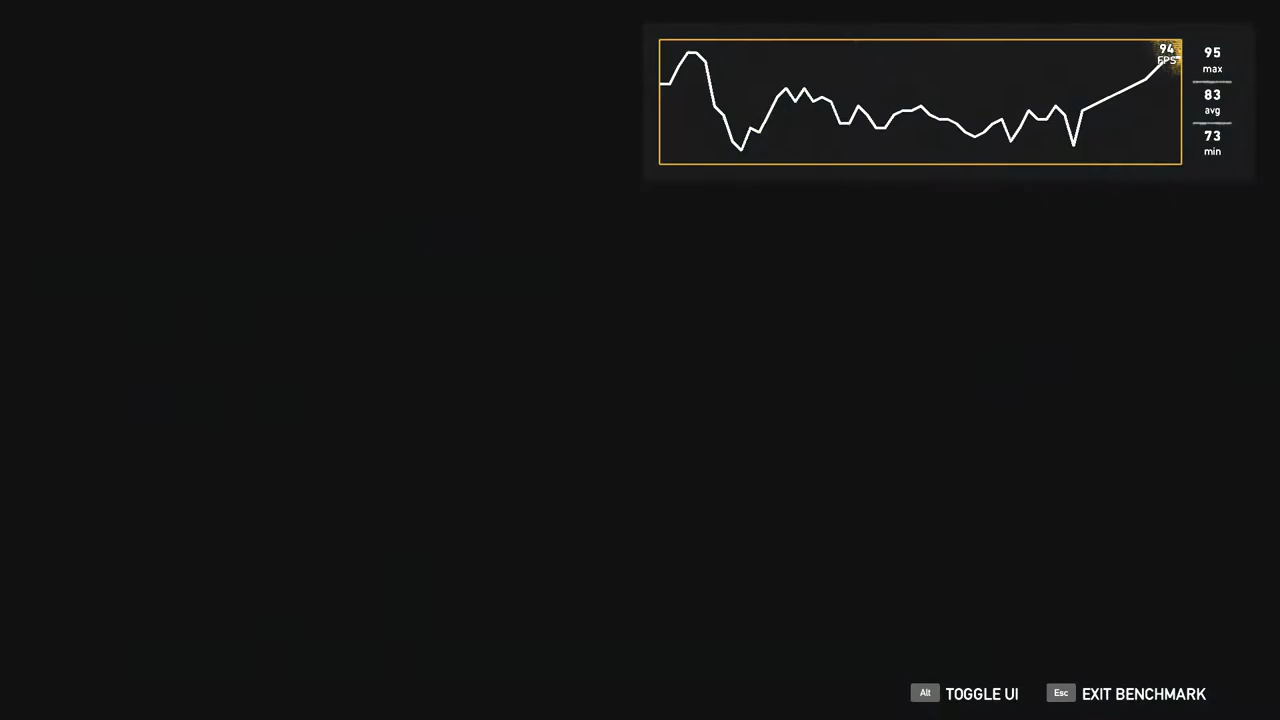 94
FPS
95
max
83
avg
73
min
Alt TOGGLE UI Esc EXIT BENCHMARK